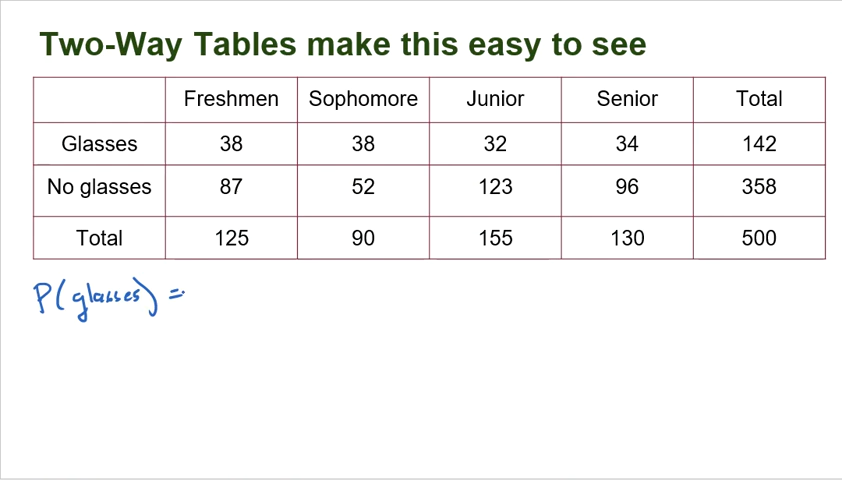 Two-Way Tables make this easy to see
Freshmen Sophomore Junior Senior Total
Glasses 38 38 32 34 142
No glasses 87 52 123 96 358
Total 125 90 155 130 500
P(glasses) =